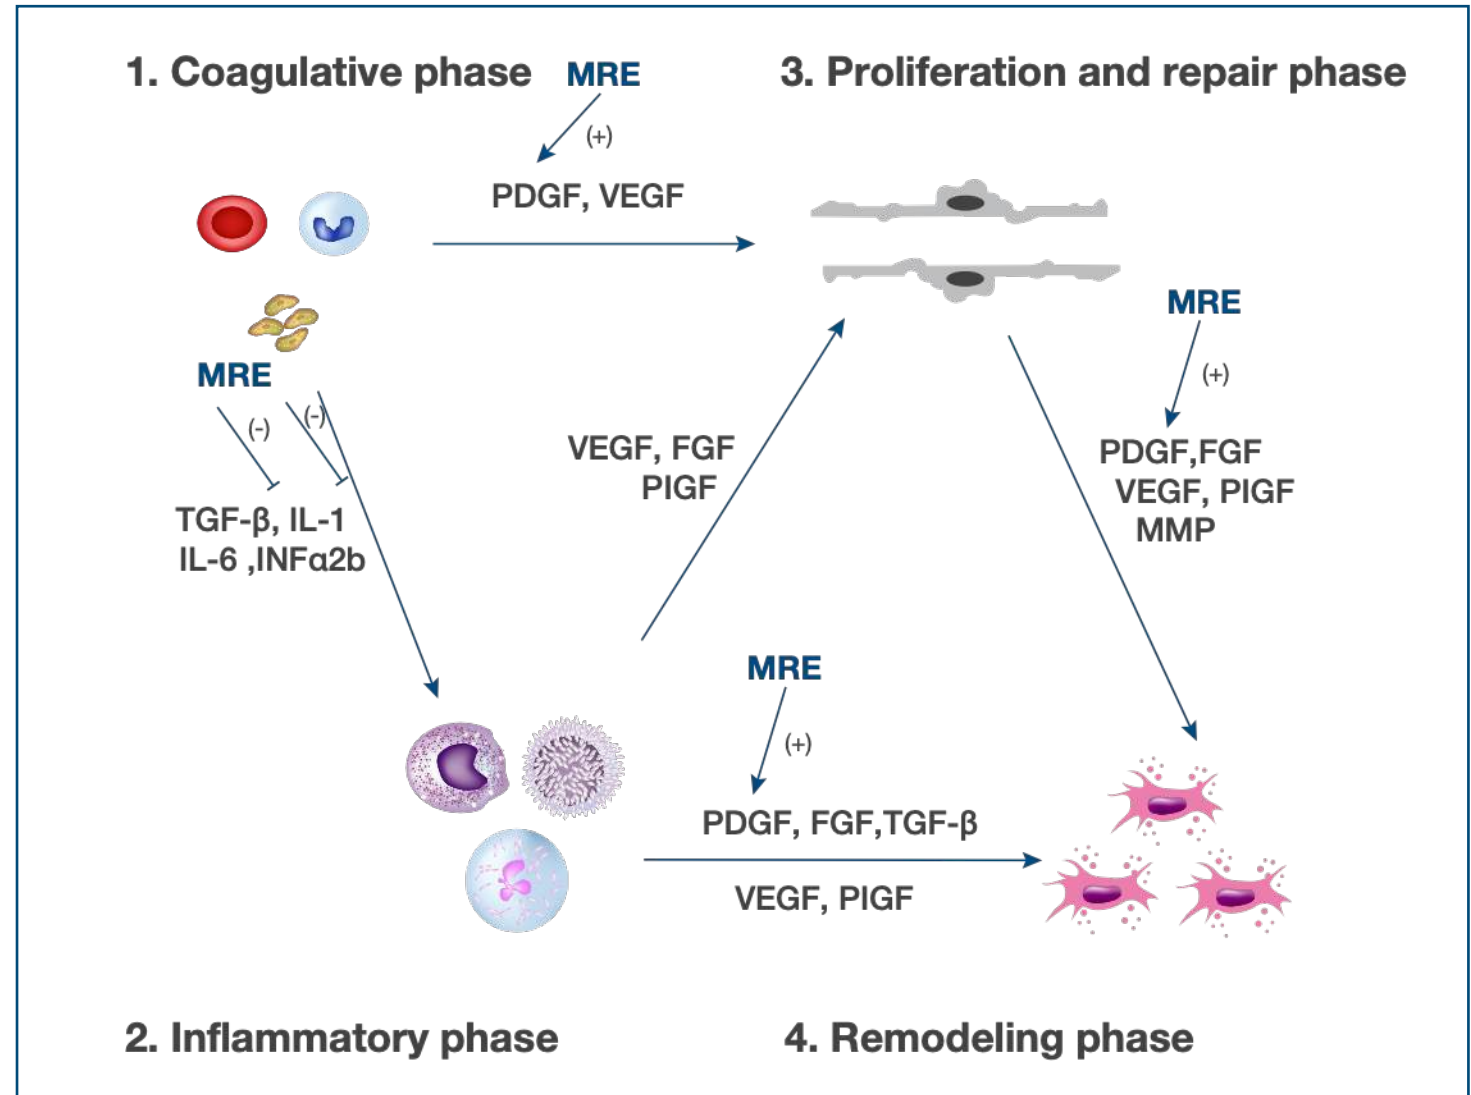 1. Coagulative phase
MRE
(+)
PDGF, VEGF
3. Proliferation and repair phase
MRE
(-)
(-)
TGF-β, IL-1
IL-6 ,INFα2b
VEGF, FGF
PIGF
MRE
(+)
PDGF,FGF
VEGF, PIGF
MMP
MRE
(+)
PDGF, FGF,TGF-β
VEGF, PIGF
2. Inflammatory phase
4. Remodeling phase